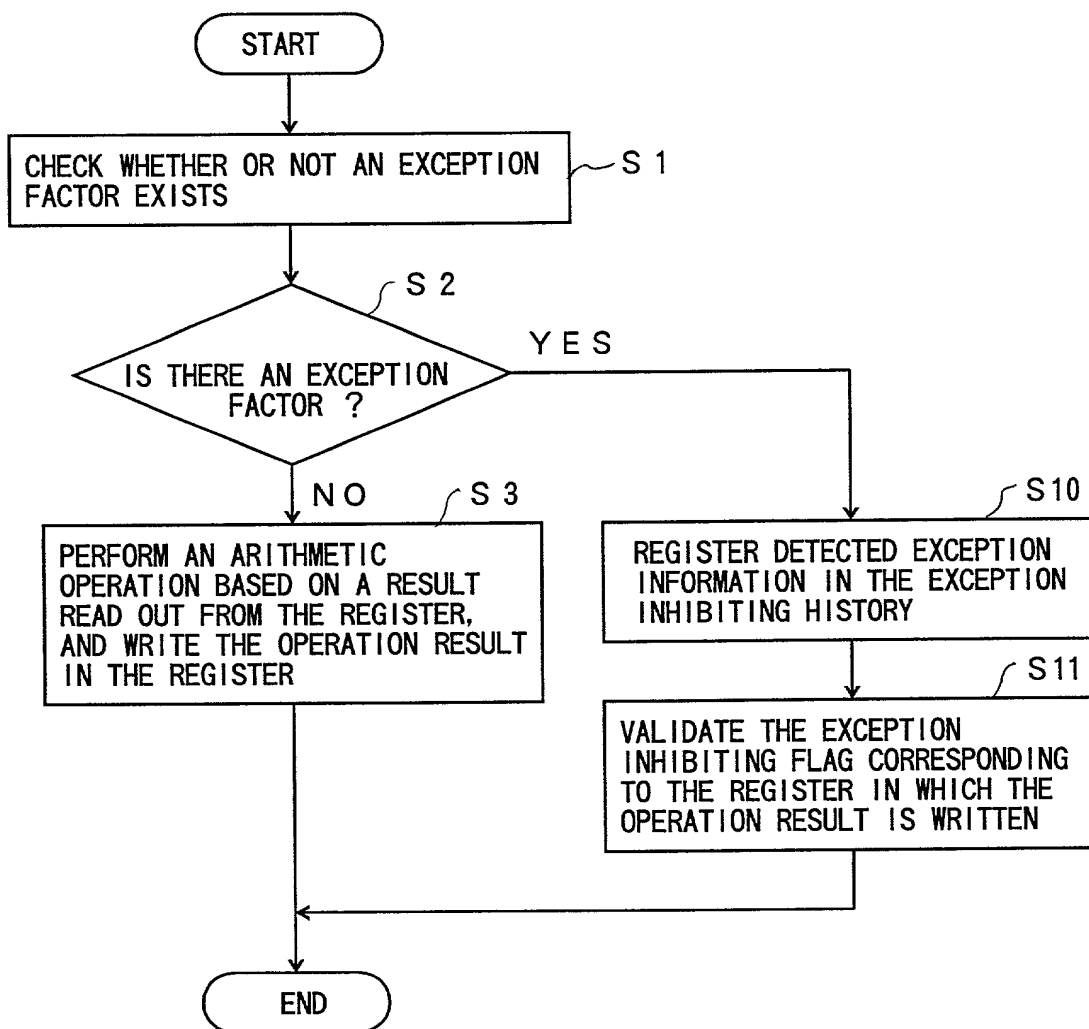 START
CHECK WHETHER OR NOT AN EXCEPTION
FACTOR EXISTS
S 1
S 2
IS THERE AN EXCEPTION
FACTOR ?
YES
NO
S 3
PERFORM AN ARITHMETIC
OPERATION BASED ON A RESULT
READ OUT FROM THE REGISTER,
AND WRITE THE OPERATION RESULT
IN THE REGISTER
S10
REGISTER DETECTED EXCEPTION
INFORMATION IN THE EXCEPTION
INHIBITING HISTORY
S11
VALIDATE THE EXCEPTION
INHIBITING FLAG CORRESPONDING
TO THE REGISTER IN WHICH THE
OPERATION RESULT IS WRITTEN
END